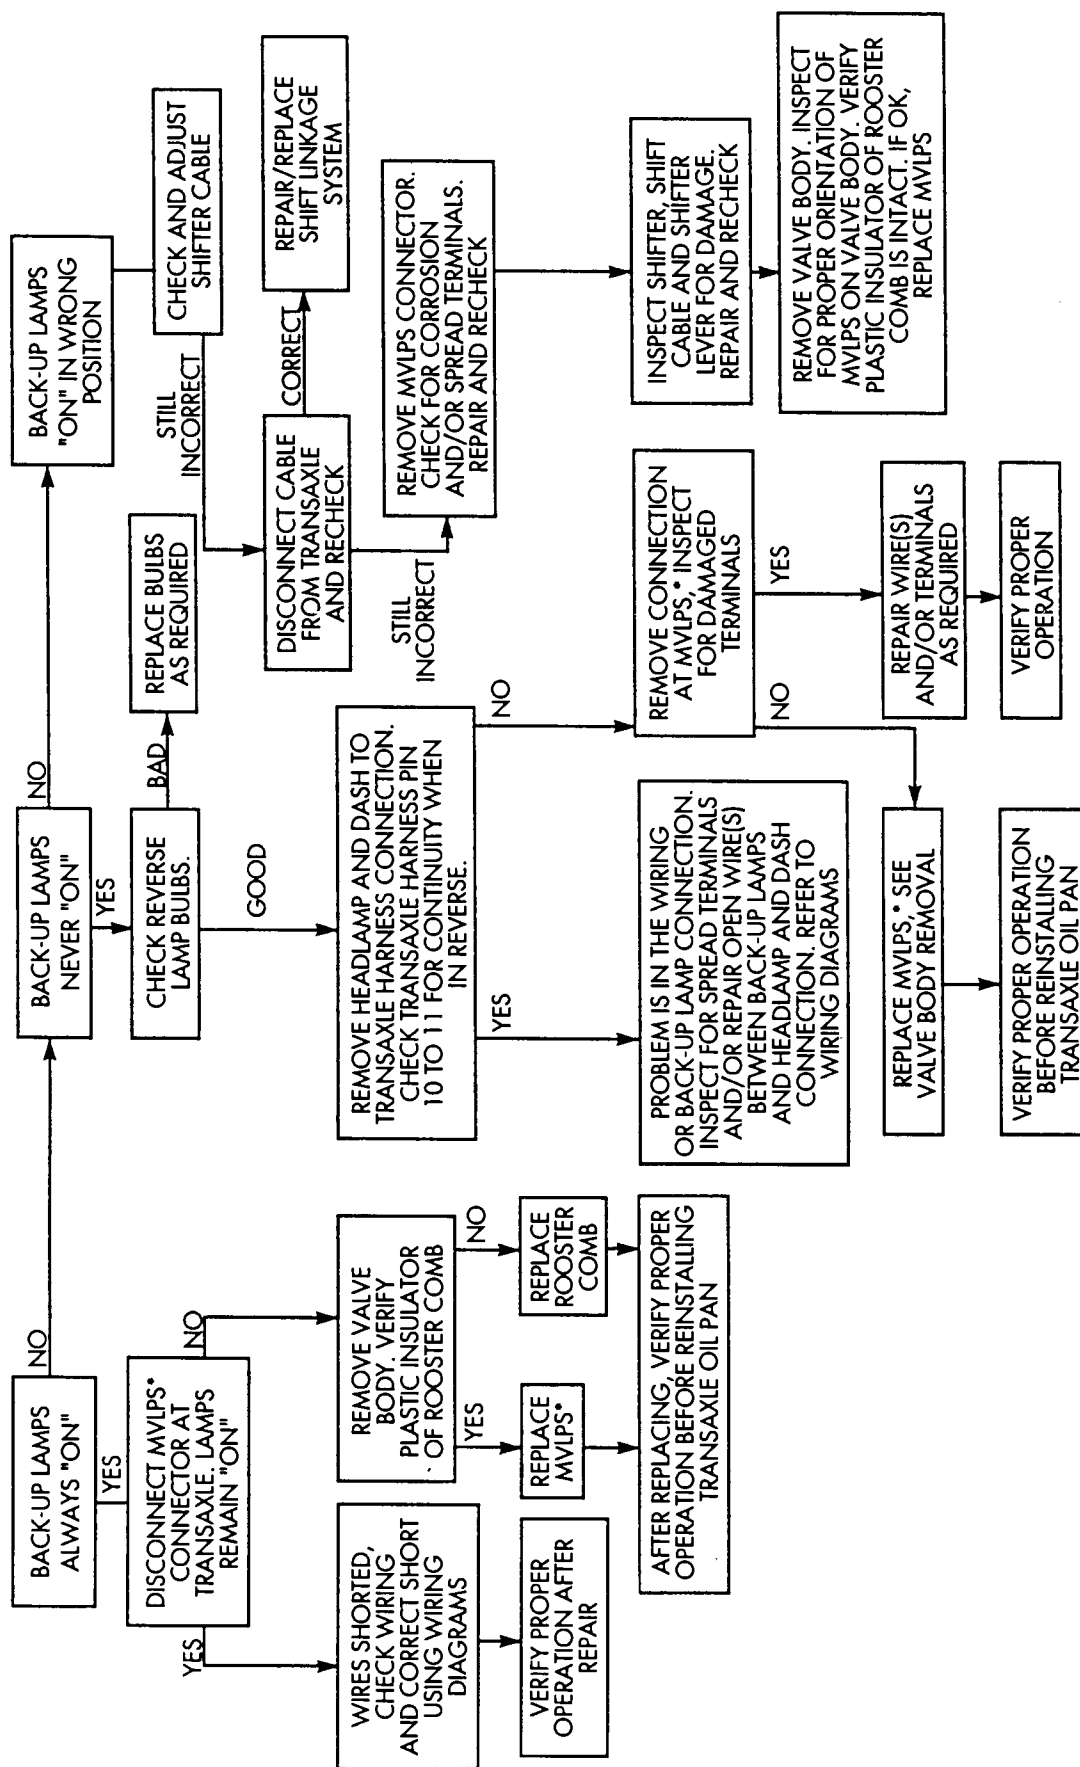 BACK-UP LAMPS
ALWAYS "ON"
NO
BACK-UP LAMPS
NEVER "ON"
NO
BACK-UP LAMPS
"ON" IN WRONG
POSITION
YES
DISCONNECT MVLPS*
CONNECTOR AT
TRANSAXLE. LAMPS
REMAIN "ON"
YES
NO
WIRES SHORTED,
CHECK WIRING
AND CORRECT SHORT
USING WIRING
DIAGRAMS
VERIFY PROPER
OPERATION AFTER
REPAIR
REMOVE VALVE
BODY. VERIFY
PLASTIC INSULATOR
OF ROOSTER COMB
YES
NO
REPLACE
MVLPS*
REPLACE
ROOSTER
COMB
AFTER REPLACING, VERIFY PROPER
OPERATION BEFORE REINSTALLING
TRANSAXLE OIL PAN
YES
CHECK REVERSE
LAMP BULBS.
BAD
REPLACE BULBS
AS REQUIRED
GOOD
REMOVE HEADLAMP AND DASH TO
TRANSAXLE HARNESS CONNECTION.
CHECK TRANSAXLE HARNESS PIN
10 TO 11 FOR CONTINUITY WHEN
IN REVERSE.
YES
NO
PROBLEM IS IN THE WIRING
OR BACK-UP LAMP CONNECTION.
INSPECT FOR SPREAD TERMINALS
AND/OR REPAIR OPEN WIRE(S)
BETWEEN BACK-UP LAMPS
AND HEADLAMP AND DASH
CONNECTION. REFER TO
WIRING DIAGRAMS
REMOVE CONNECTION
AT MVLPS,* INSPECT
FOR DAMAGED
TERMINALS
NO
YES
REPLACE MVLPS,* SEE
VALVE BODY REMOVAL
VERIFY PROPER OPERATION
BEFORE REINSTALLING
TRANSAXLE OIL PAN
REPAIR WIRE(S)
AND/OR TERMINALS
AS REQUIRED
VERIFY PROPER
OPERATION
CHECK AND ADJUST
SHIFTER CABLE
STILL
INCORRECT
DISCONNECT CABLE
FROM TRANSAXLE
AND RECHECK
CORRECT
REPAIR/REPLACE
SHIFT LINKAGE
SYSTEM
STILL
INCORRECT
REMOVE MVLPS CONNECTOR.
CHECK FOR CORROSION
AND/OR SPREAD TERMINALS.
REPAIR AND RECHECK
INSPECT SHIFTER, SHIFT
CABLE AND SHIFTER
LEVER FOR DAMAGE.
REPAIR AND RECHECK
REMOVE VALVE BODY. INSPECT
FOR PROPER ORIENTATION OF
MVLPS ON VALVE BODY. VERIFY
PLASTIC INSULATOR OF ROOSTER
COMB IS INTACT. IF OK,
REPLACE MVLPS